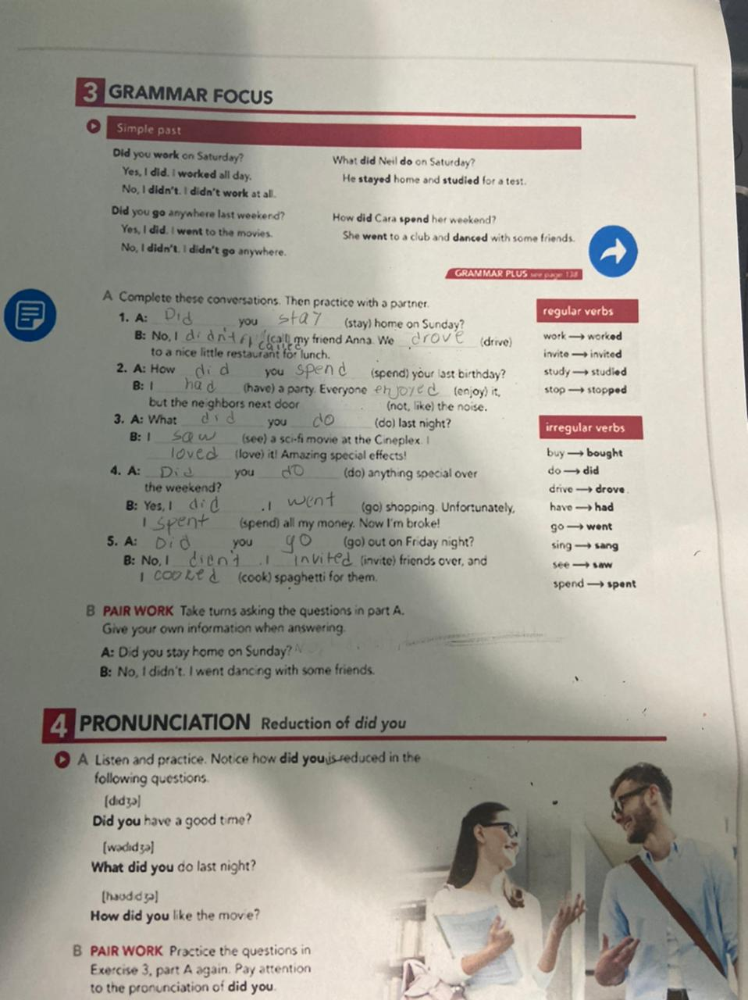 3 GRAMMAR FOCUS
Simple past
Did you work on Saturday?
Yes, I did. I worked all day.
No, I didn't. I didn't work at all.
Did you go anywhere last weekend?
Yes, I did. I went to the movies.
No, I didn't. I didn't go anywhere.
What did Neil do on Saturday?
He stayed home and studied for a test.
How did Cara spend her weekend?
She went to a club and danced with some friends.
GRAMMAR PLUS see page 138
A Complete these conversations. Then practice with a partner.
1. A: Did you stay (stay) home on Sunday?
B: No, I didn't I called (call) my friend Anna. We drove (drive)
to a nice little restaurant for lunch.
2. A: How did you spend (spend) your last birthday?
B: I had (have) a party. Everyone enjoyed (enjoy) it,
but the neighbors next door (not, like) the noise.
3. A: What did you do (do) last night?
B: I saw (see) a sci-fi movie at the Cineplex. I
loved (love) it! Amazing special effects!
4. A: Did you do (do) anything special over
the weekend?
B: Yes, I did . I went (go) shopping. Unfortunately,
I spent (spend) all my money. Now I'm broke!
5. A: Did you go (go) out on Friday night?
B: No, I didn't . I invited (invite) friends over, and
I cooked (cook) spaghetti for them.
regular verbs
work → worked
invite → invited
study → studied
stop → stopped
irregular verbs
buy → bought
do → did
drive → drove
have → had
go → went
sing → sang
see → saw
spend → spent
B PAIR WORK Take turns asking the questions in part A.
Give your own information when answering.
A: Did you stay home on Sunday?
B: No, I didn't. I went dancing with some friends.
4 PRONUNCIATION Reduction of did you
A Listen and practice. Notice how did you is reduced in the
following questions.
[dɪdʒə]
Did you have a good time?
[wədɪdʒə]
What did you do last night?
[haʊdɪdʒə]
How did you like the movie?
B PAIR WORK Practice the questions in
Exercise 3, part A again. Pay attention
to the pronunciation of did you.